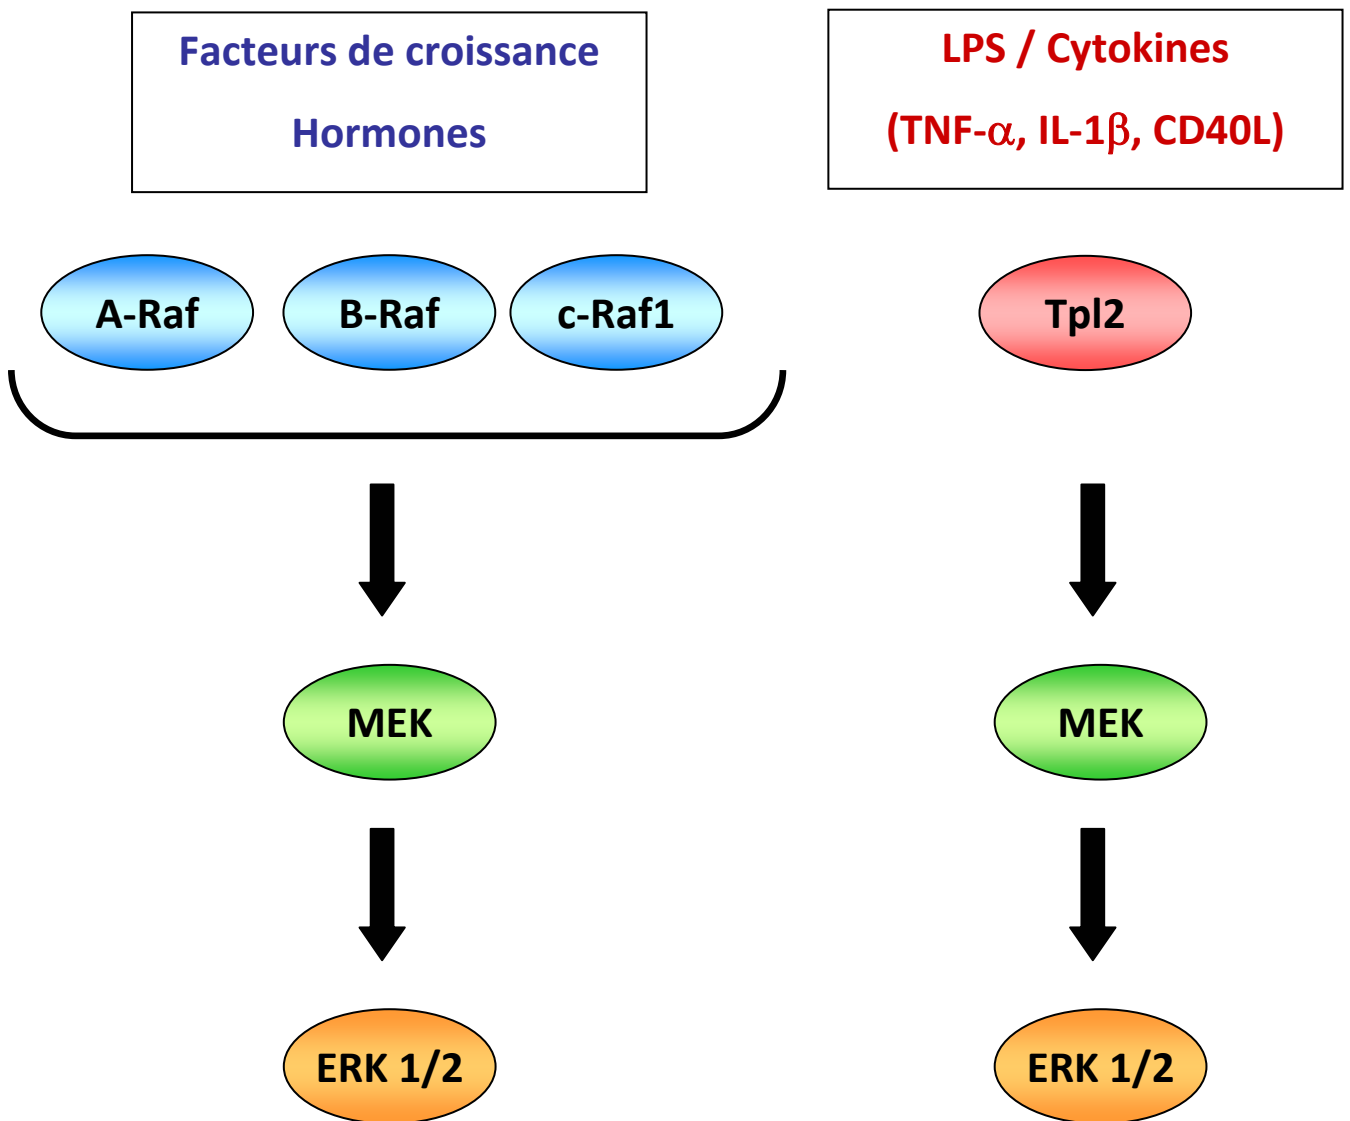 Facteurs de croissance
Hormones
LPS / Cytokines
(TNF-α, IL-1β, CD40L)
A-Raf
B-Raf
c-Raf1
Tpl2
MEK
MEK
ERK 1/2
ERK 1/2